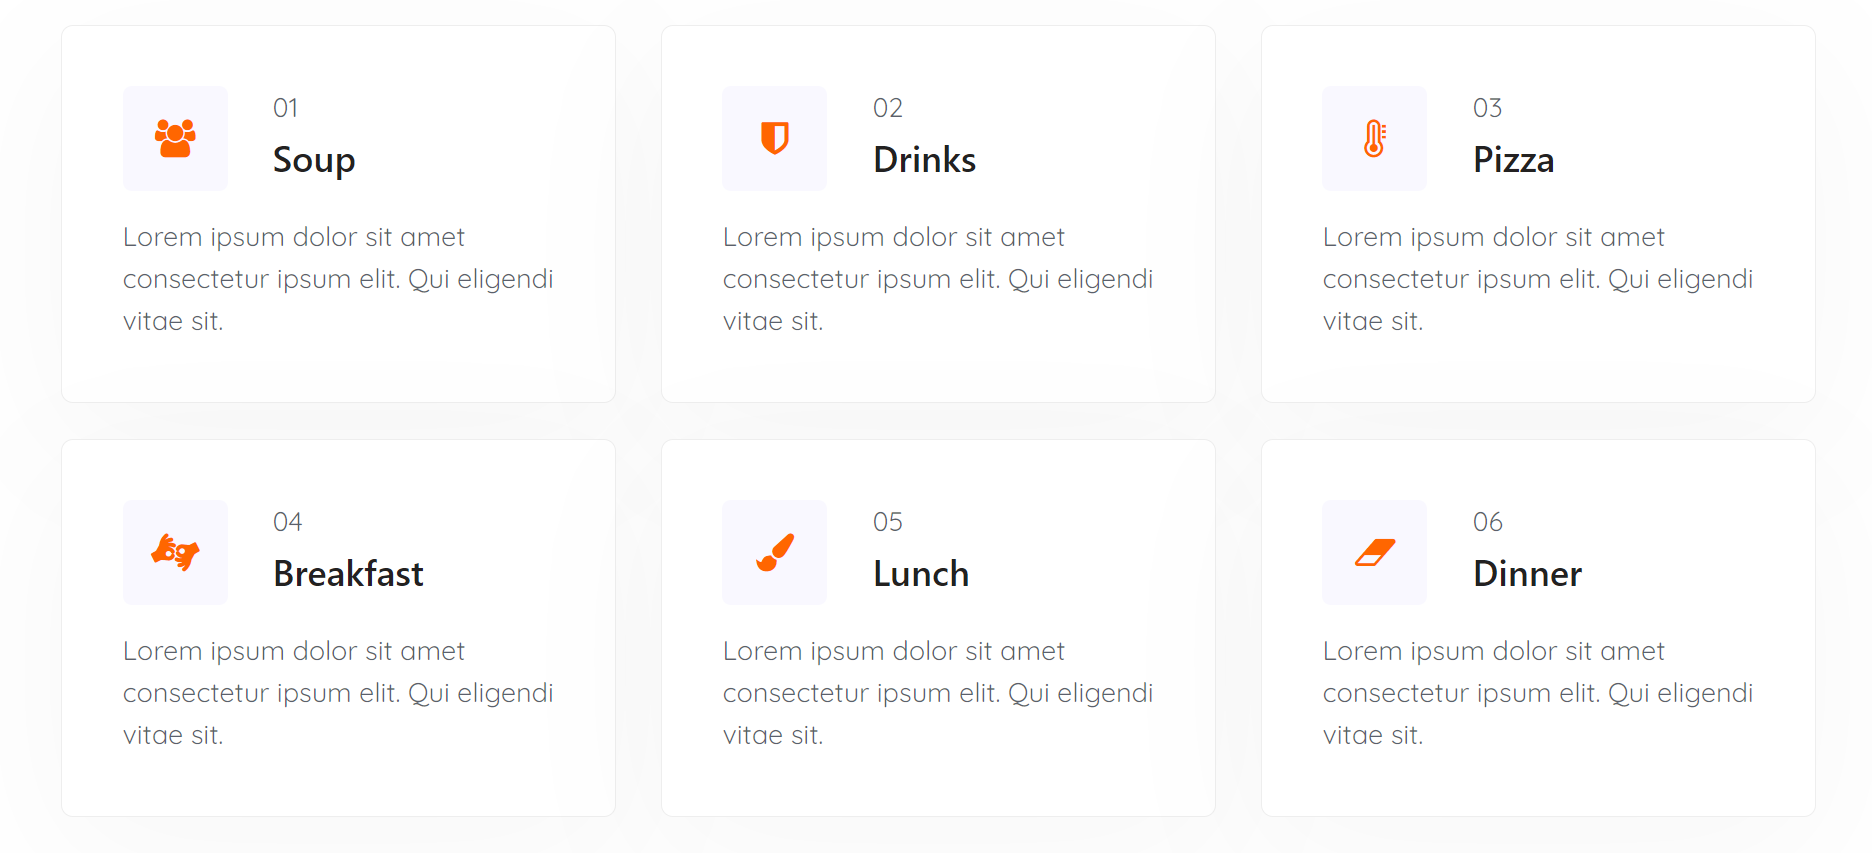 01
Soup
Lorem ipsum dolor sit amet
consectetur ipsum elit. Qui eligendi
vitae sit.
02
Drinks
Lorem ipsum dolor sit amet
consectetur ipsum elit. Qui eligendi
vitae sit.
03
Pizza
Lorem ipsum dolor sit amet
consectetur ipsum elit. Qui eligendi
vitae sit.
04
Breakfast
Lorem ipsum dolor sit amet
consectetur ipsum elit. Qui eligendi
vitae sit.
05
Lunch
Lorem ipsum dolor sit amet
consectetur ipsum elit. Qui eligendi
vitae sit.
06
Dinner
Lorem ipsum dolor sit amet
consectetur ipsum elit. Qui eligendi
vitae sit.